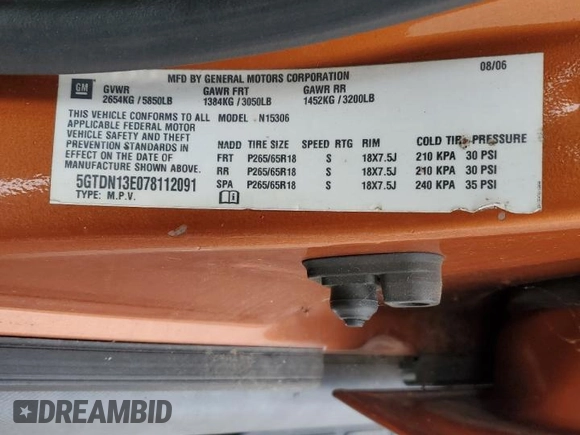 MFD BY GENERAL MOTORS CORPORATION 08/06
GM
GVWR GAWR FRT GAWR RR
2654KG / 5850LB 1384KG / 3050LB 1452KG / 3200LB
THIS VEHICLE CONFORMS TO ALL
APPLICABLE FEDERAL MOTOR
VEHICLE SAFETY AND THEFT
PREVENTION STANDARDS IN
EFFECT ON THE DATE OF
MANUFACTURE SHOWN ABOVE.
5GTDN13E078112091
TYPE: M.P.V.
MODEL N15306
NADD TIRE SIZE SPEED RTG RIM COLD TIRE PRESSURE
FRT P265/65R18 S 18X7.5J 210 KPA 30 PSI
RR P265/65R18 S 18X7.5J 210 KPA 30 PSI
SPA P265/65R18 S 18X7.5J 240 KPA 35 PSI
DREAMBID